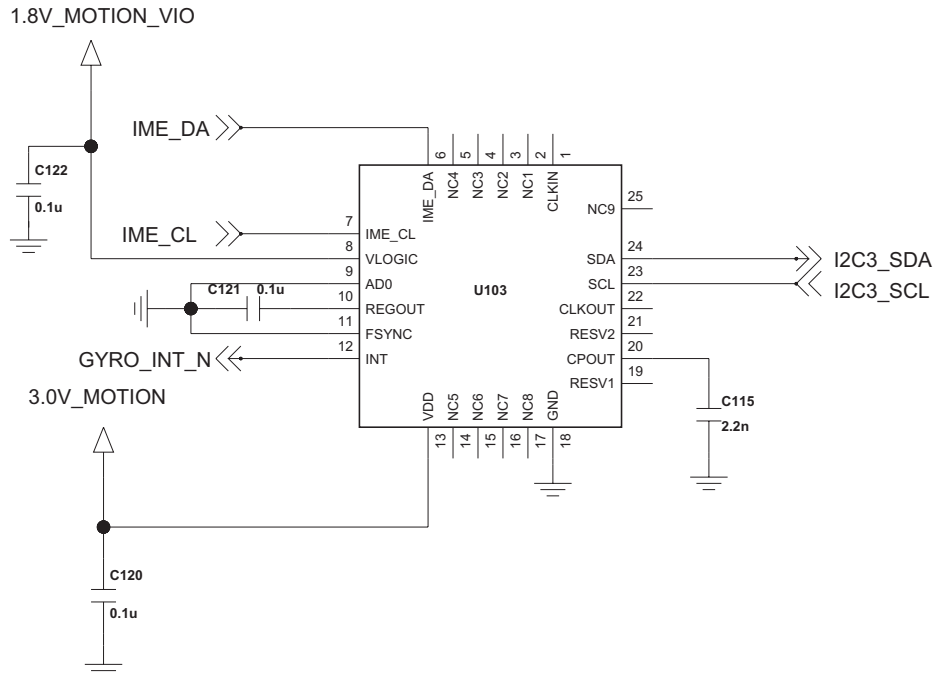 1.8V_MOTION_VIO
IME_DA
C122
0.1u
6
5
4
3
2
1
IME_DA
NC4
NC3
NC2
NC1
CLKIN
IME_CL
7
IME_CL
8
VLOGIC
9
AD0
C121
0.1u
10
REGOUT
11
FSYNC
GYRO_INT_N
12
INT
U103
25
NC9
24
SDA
I2C3_SDA
23
SCL
I2C3_SCL
22
CLKOUT
21
RESV2
20
CPOUT
19
RESV1
C115
2.2n
VDD
NC5
NC6
NC7
NC8
GND
13
14
15
16
17
18
3.0V_MOTION
C120
0.1u